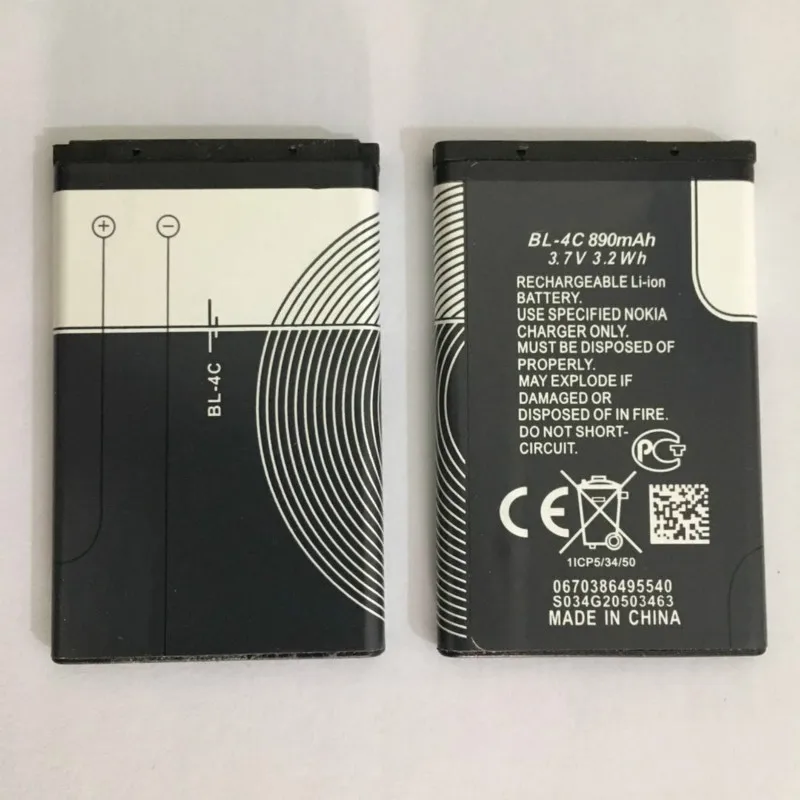 + −
BL-4C
BL-4C 890mAh
3.7V 3.2Wh
RECHARGEABLE Li-ion
BATTERY.
USE SPECIFIED NOKIA
CHARGER ONLY.
MUST BE DISPOSED OF
PROPERLY.
MAY EXPLODE IF
DAMAGED OR
DISPOSED OF IN FIRE.
DO NOT SHORT-
CIRCUIT.
РСТ
CE
1ICP5/34/50
0670386495540
S034G20503463
MADE IN CHINA